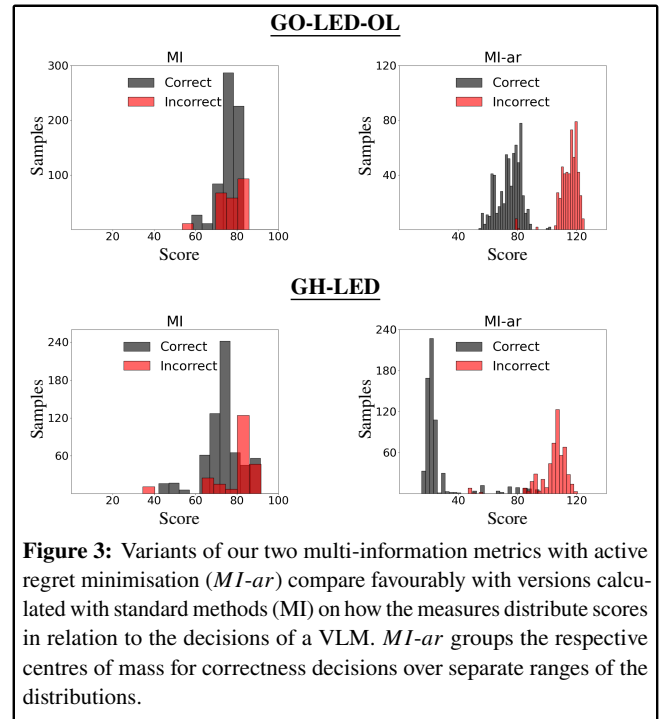 GO-LED-OL
MI
MI-ar
300
200
100
Samples
Correct
Incorrect
20 40 60 80 100
Score
120
80
40
Samples
Correct
Incorrect
40 80 120
Score
GH-LED
MI
MI-ar
240
180
120
60
Samples
Correct
Incorrect
20 40 60 80 100
Score
240
180
120
60
Samples
Correct
Incorrect
40 80 120
Score
Figure 3: Variants of our two multi-information metrics with active
regret minimisation (MI-ar) compare favourably with versions calcu-
lated with standard methods (MI) on how the measures distribute scores
in relation to the decisions of a VLM. MI-ar groups the respective
centres of mass for correctness decisions over separate ranges of the
distributions.